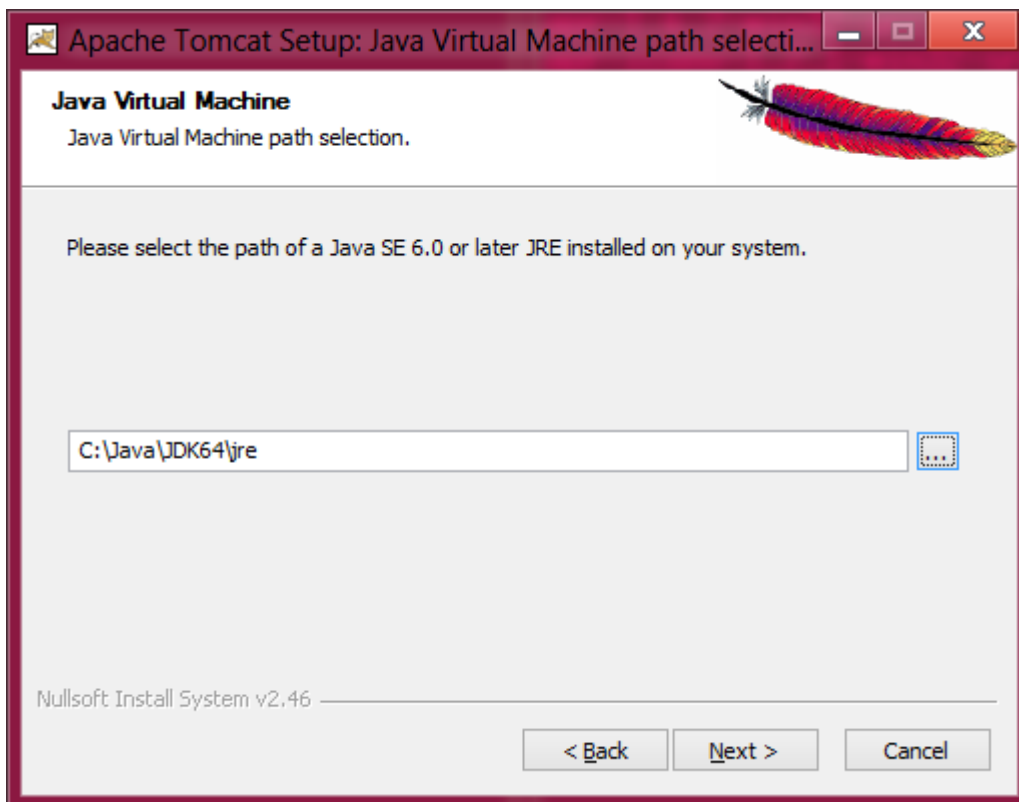 Apache Tomcat Setup: Java Virtual Machine path selecti...
Java Virtual Machine
Java Virtual Machine path selection.
Please select the path of a Java SE 6.0 or later JRE installed on your system.
C:\Java\JDK64\jre
...
Nullsoft Install System v2.46
< Back
Next >
Cancel